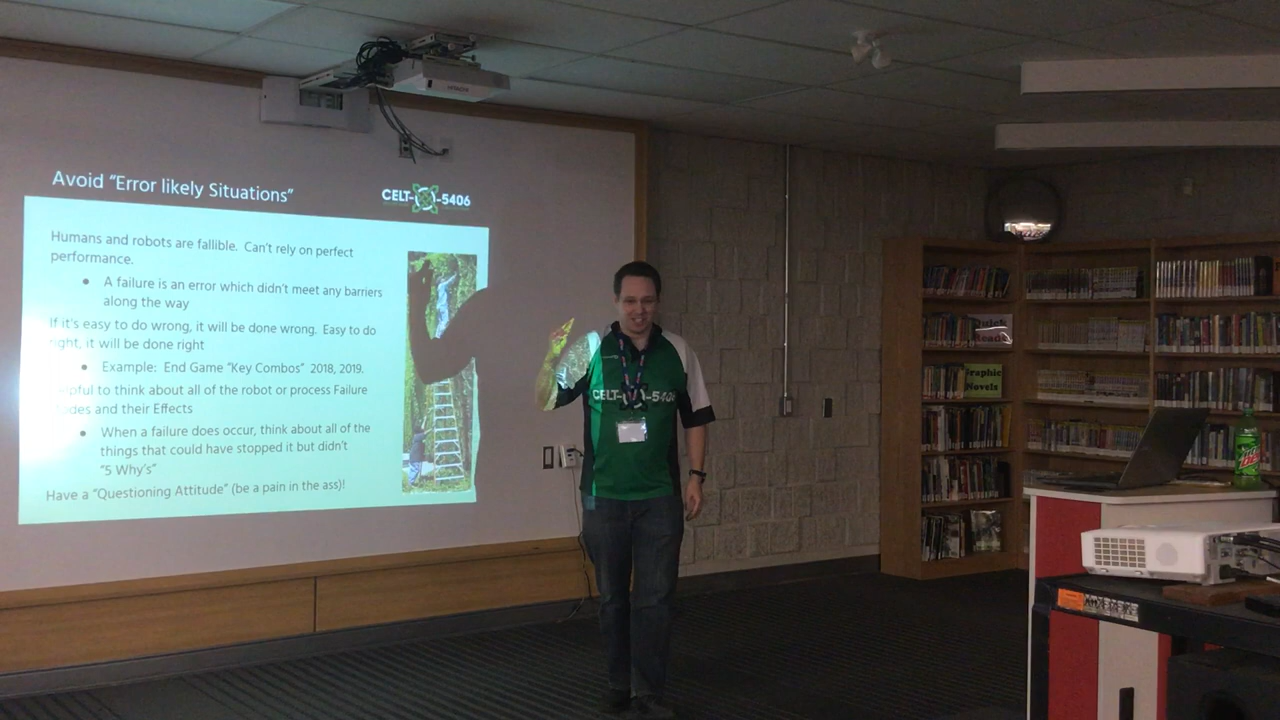 HITACHI
Avoid "Error likely Situations"
CELT-X-5406
Humans and robots are fallible. Can't rely on perfect
performance.
• A failure is an error which didn't meet any barriers
along the way
If it's easy to do wrong, it will be done wrong. Easy to do
right, it will be done right
• Example: End Game "Key Combos" 2018, 2019.
Helpful to think about all of the robot or process Failure
Modes and their Effects
• When a failure does occur, think about all of the
things that could have stopped it but didn't
"5 Why's"
Have a "Questioning Attitude" (be a pain in the ass)!
CELT-X-5406
Quick
Reads
Graphic
Novels